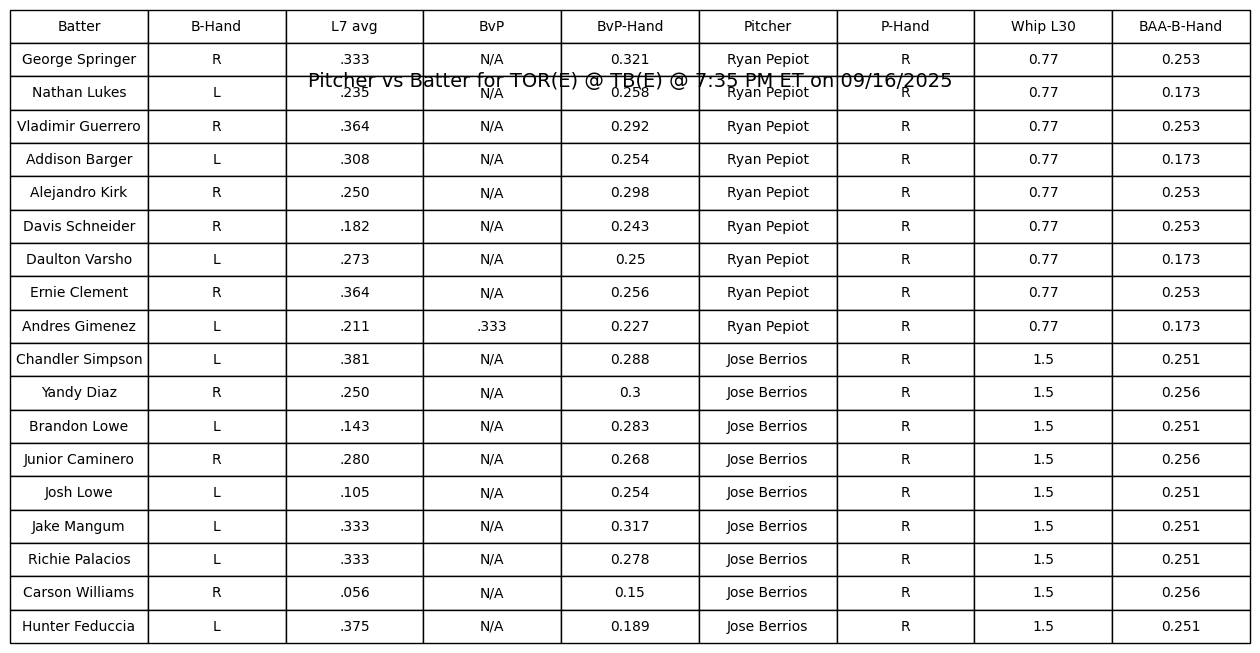 Batter B-Hand L7 avg BvP BvP-Hand Pitcher P-Hand Whip L30 BAA-B-Hand
George Springer R .333 N/A 0.321 Ryan Pepiot R 0.77 0.253
Pitcher vs Batter for TOR(E) @ TB(E) @ 7:35 PM ET on 09/16/2025
Nathan Lukes L .235 N/A 0.258 Ryan Pepiot R 0.77 0.173
Vladimir Guerrero R .364 N/A 0.292 Ryan Pepiot R 0.77 0.253
Addison Barger L .308 N/A 0.254 Ryan Pepiot R 0.77 0.173
Alejandro Kirk R .250 N/A 0.298 Ryan Pepiot R 0.77 0.253
Davis Schneider R .182 N/A 0.243 Ryan Pepiot R 0.77 0.253
Daulton Varsho L .273 N/A 0.25 Ryan Pepiot R 0.77 0.173
Ernie Clement R .364 N/A 0.256 Ryan Pepiot R 0.77 0.253
Andres Gimenez L .211 .333 0.227 Ryan Pepiot R 0.77 0.173
Chandler Simpson L .381 N/A 0.288 Jose Berrios R 1.5 0.251
Yandy Diaz R .250 N/A 0.3 Jose Berrios R 1.5 0.256
Brandon Lowe L .143 N/A 0.283 Jose Berrios R 1.5 0.251
Junior Caminero R .280 N/A 0.268 Jose Berrios R 1.5 0.256
Josh Lowe L .105 N/A 0.254 Jose Berrios R 1.5 0.251
Jake Mangum L .333 N/A 0.317 Jose Berrios R 1.5 0.251
Richie Palacios L .333 N/A 0.278 Jose Berrios R 1.5 0.251
Carson Williams R .056 N/A 0.15 Jose Berrios R 1.5 0.256
Hunter Feduccia L .375 N/A 0.189 Jose Berrios R 1.5 0.251